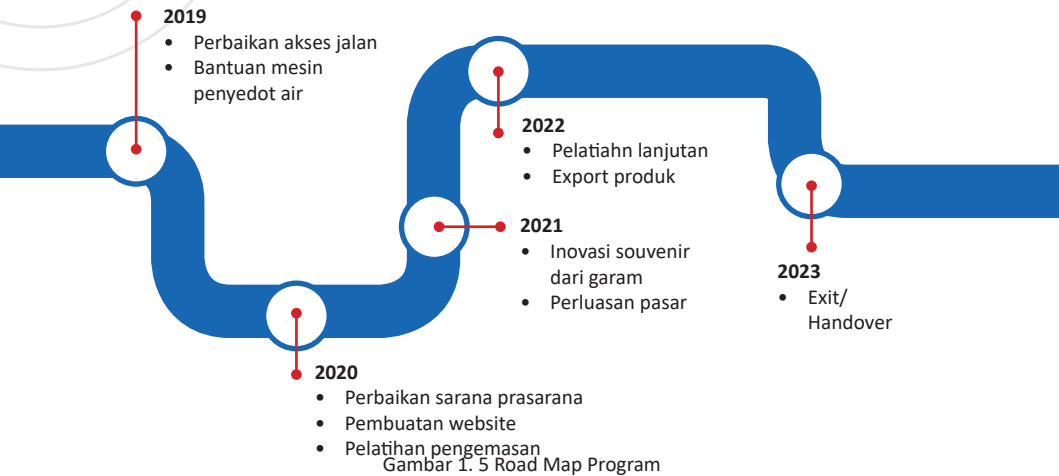 2019
• Perbaikan akses jalan
• Bantuan mesin
penyedot air
2020
• Perbaikan sarana prasarana
• Pembuatan website
• Pelatihan pengemasan
2021
• Inovasi souvenir
dari garam
• Perluasan pasar
2022
• Pelatiahn lanjutan
• Export produk
2023
• Exit/
Handover
Gambar 1. 5 Road Map Program